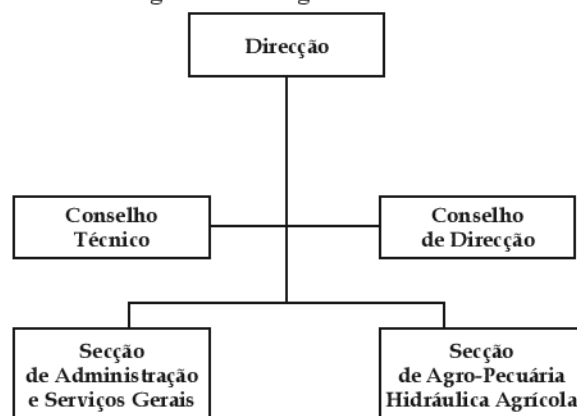 Direcção
Conselho
Técnico
Conselho
de Direcção
Secção
de Administração
e Serviços Gerais
Secção
de Agro-Pecuária
Hidráulica Agrícola